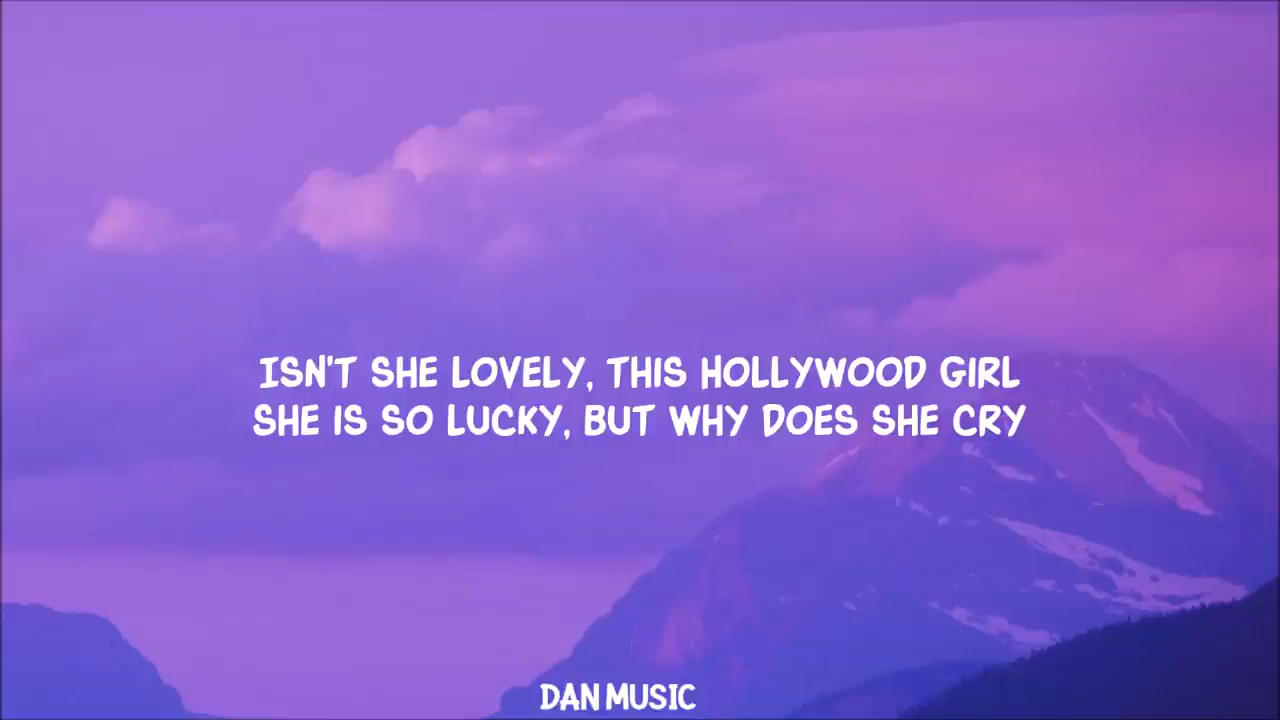 ISN'T SHE LOVELY, THIS HOLLYWOOD GIRL
SHE IS SO LUCKY, BUT WHY DOES SHE CRY
DAN MUSIC